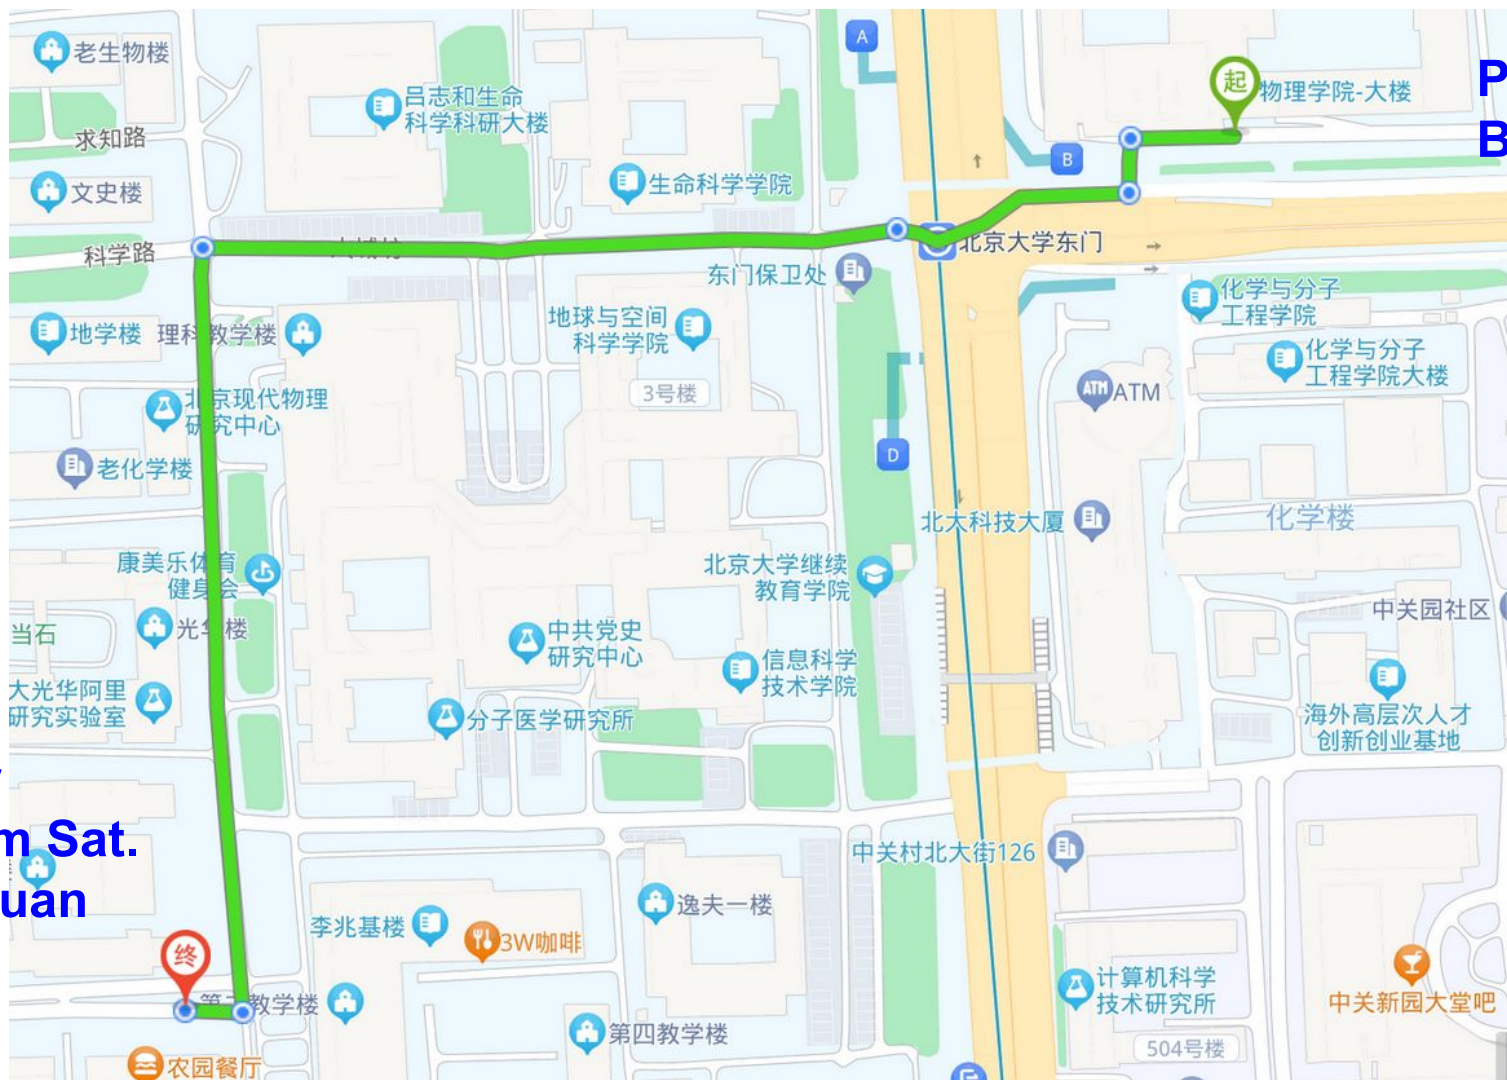 老生物楼
吕志和生命
科学科研大楼
A
起
物理学院-大楼
P
B
求知路
B
文史楼
生命科学学院
科学路
北京大学东门
东门保卫处
化学与分子
工程学院
地学楼
理科教学楼
地球与空间
科学学院
化学与分子
工程学院大楼
3号楼
ATM
ATM
北京现代物理
研究中心
老化学楼
D
北大科技大厦
化学楼
康美乐体育
健身会
北京大学继续
教育学院
中关园社区
当石
光华楼
中共党史
研究中心
信息科学
技术学院
大光华阿里
研究实验室
分子医学研究所
海外高层次人才
创新创业基地
m Sat.
uan
中关村北大街126
李兆基楼
3W咖啡
逸夫一楼
终
第二教学楼
计算机科学
技术研究所
中关新园大堂吧
第四教学楼
504号楼
农园餐厅